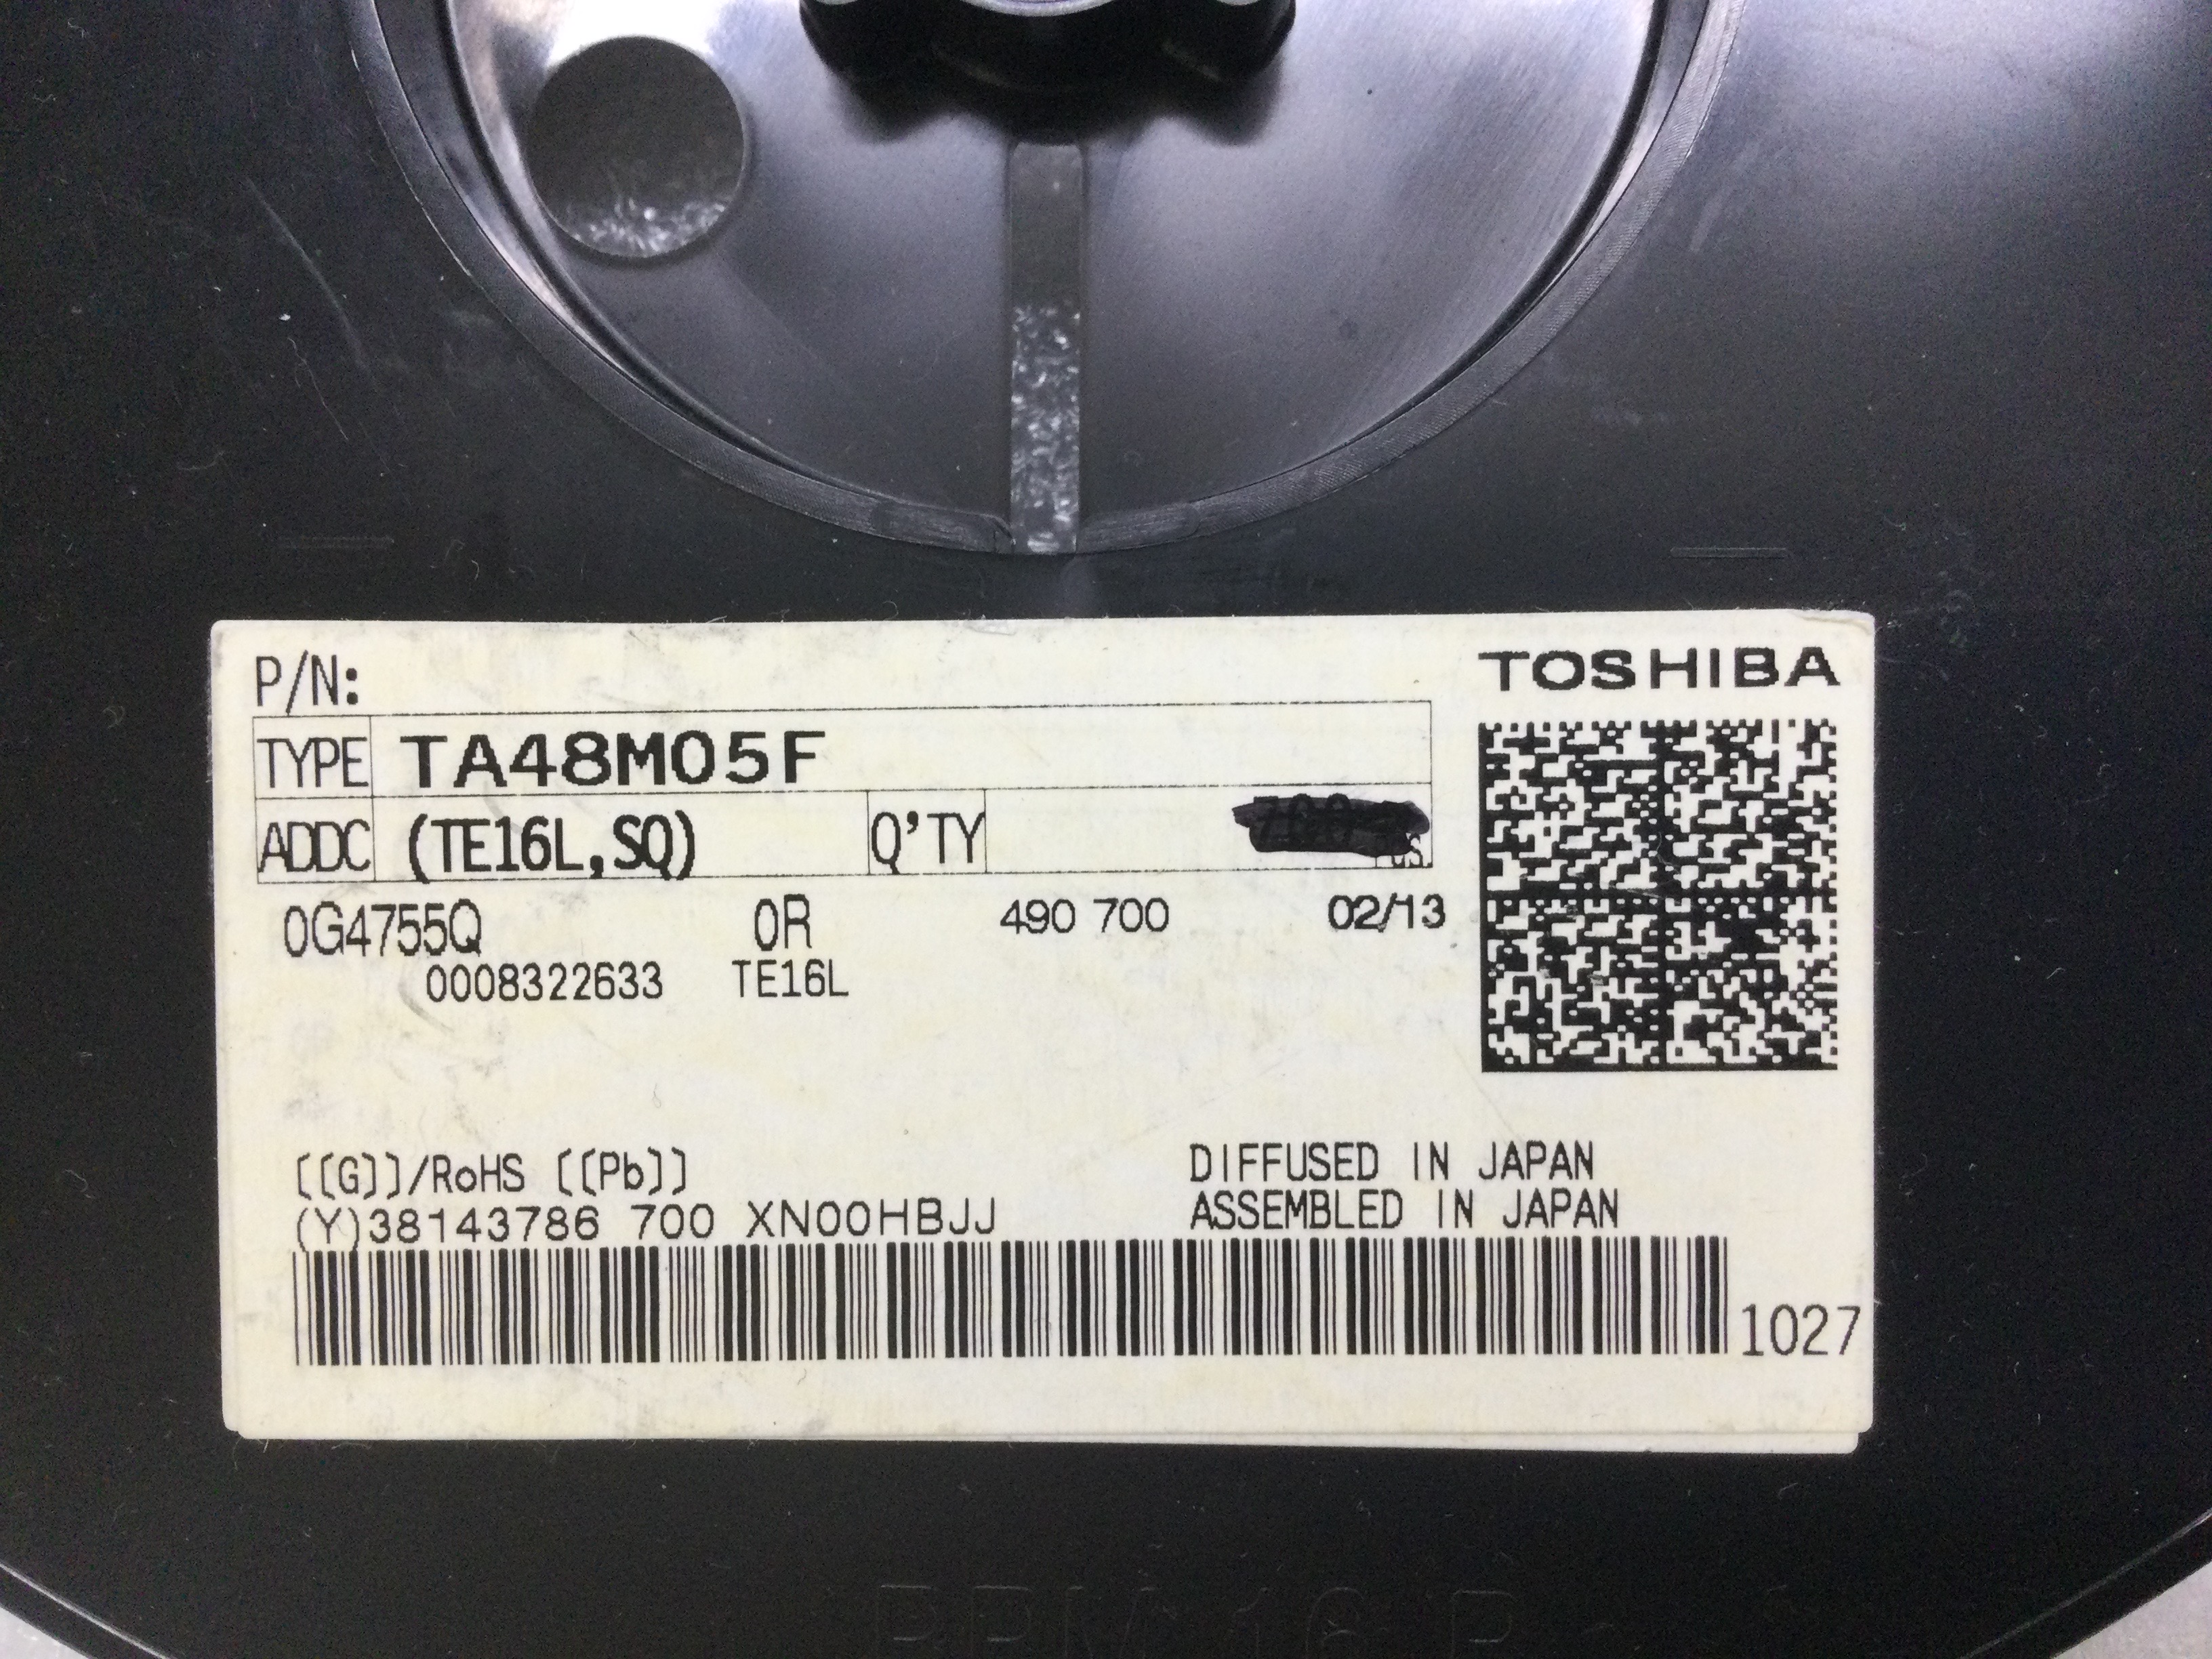 P/N:
TOSHIBA
TYPE TA48M05F
ADDC (TE16L,SQ) Q'TY
0G4755Q 0R 490 700 02/13
0008322633 TE16L
[[G]]/RoHS [[Pb]]
DIFFUSED IN JAPAN
(Y)38143786 700 XN00HBJJ
ASSEMBLED IN JAPAN
1027